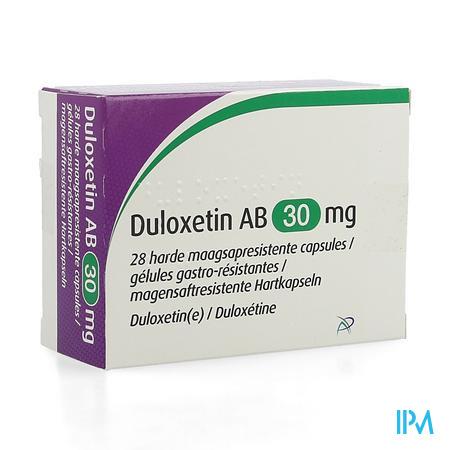 Duloxetin AB 30 mg
28 harde maagsapresistente capsules /
gélules gastro-résistantes /
magensaftresistente Hartkapseln
Duloxetin AB 30 mg
28 harde maagsapresistente capsules /
gélules gastro-résistantes /
magensaftresistente Hartkapseln
Duloxetin(e) / Duloxétine
IPM